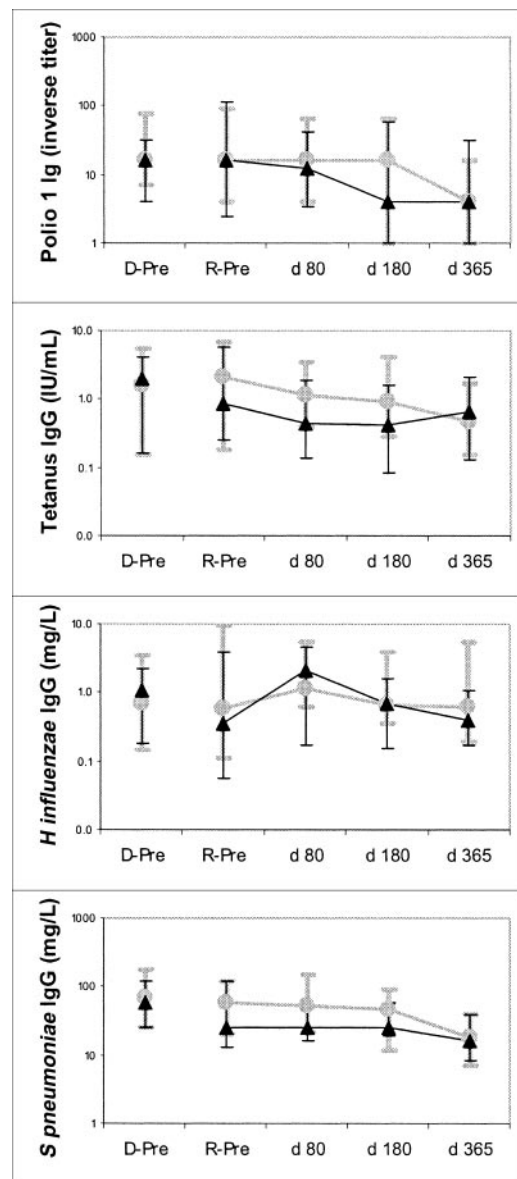 Polio 1 Ig (inverse titer)
1000
100
10
1
D-Pre R-Pre d 80 d 180 d 365
Tetanus IgG (IU/mL)
10.0
1.0
0.1
0.0
D-Pre R-Pre d 80 d 180 d 365
H influenzae IgG (mg/L)
10.0
1.0
0.1
0.0
D-Pre R-Pre d 80 d 180 d 365
S pneumoniae IgG (mg/L)
1000
100
10
1
D-Pre R-Pre d 80 d 180 d 365